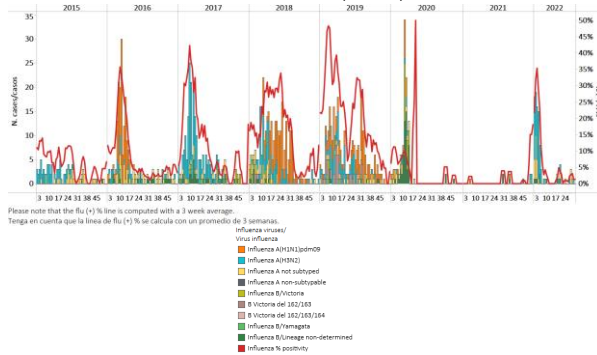 2015 2016 2017 2018 2019 2020 2021 2022
35
30
25
20
15
10
5
0
N. cases/casos
50%
45%
40%
35%
30%
25%
20%
15%
10%
5%
0%
3 10 17 24 31 38 45 3 10 17 24 31 38 45 3 10 17 24 31 38 45 3 10 17 24 31 38 45 3 10 17 24 31 38 45 3 10 17 24 31 38 45 3 10 17 24 31 38 45 3 10 17 24
Please note that the flu (+) % line is computed with a 3 week average.
Tenga en cuenta que la linea de flu (+) % se calcula con un promedio de 3 semanas.
Influenza viruses/
Virus influenza
Influenza A(H1N1)pdm09
Influenza A(H3N2)
Influenza A not subtyped
Influenza A non-subtypable
Influenza B/Victoria
B Victoria del 162/163
B Victoria del 162/163/164
Influenza B/Yamagata
Influenza B/Lineage non-determined
Influenza % positivity